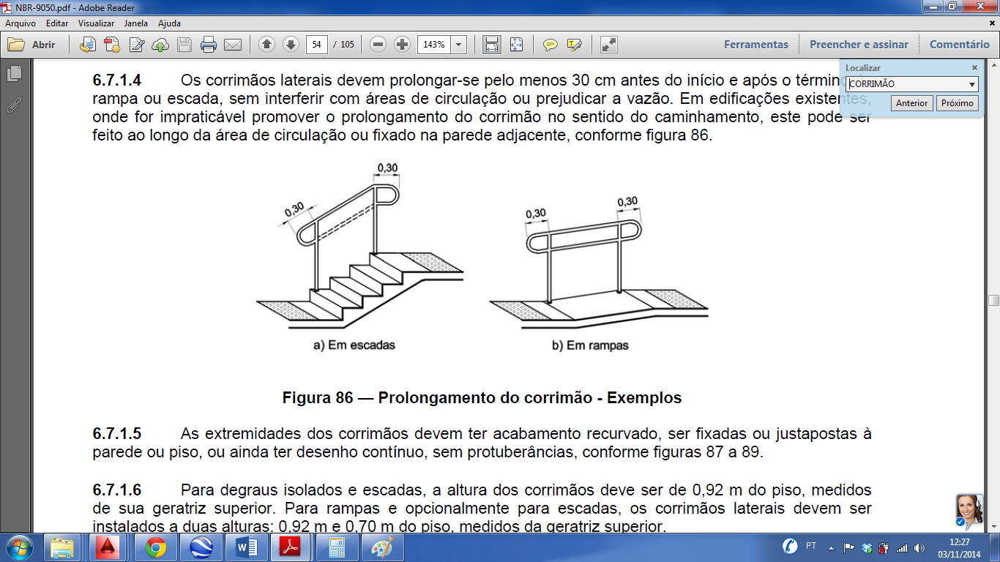 NBR-9050.pdf - Adobe Reader
Arquivo Editar Visualizar Janela Ajuda
Abrir 54 / 105 143% Ferramentas Preencher e assinar Comentário
Localizar
CORRIMÃO
Anterior Próximo
6.7.1.4 Os corrimãos laterais devem prolongar-se pelo menos 30 cm antes do início e após o término
rampa ou escada, sem interferir com áreas de circulação ou prejudicar a vazão. Em edificações existentes,
onde for impraticável promover o prolongamento do corrimão no sentido do caminhamento, este pode ser
feito ao longo da área de circulação ou fixado na parede adjacente, conforme figura 86.
0,30
0,30
0,30
0,30
a) Em escadas
b) Em rampas
Figura 86 — Prolongamento do corrimão - Exemplos
6.7.1.5 As extremidades dos corrimãos devem ter acabamento recurvado, ser fixadas ou justapostas à
parede ou piso, ou ainda ter desenho contínuo, sem protuberâncias, conforme figuras 87 a 89.
6.7.1.6 Para degraus isolados e escadas, a altura dos corrimãos deve ser de 0,92 m do piso, medidos
de sua geratriz superior. Para rampas e opcionalmente para escadas, os corrimãos laterais devem ser
instalados a duas alturas: 0,92 m e 0,70 m do piso, medidos da geratriz superior.
PT
12:27
03/11/2014